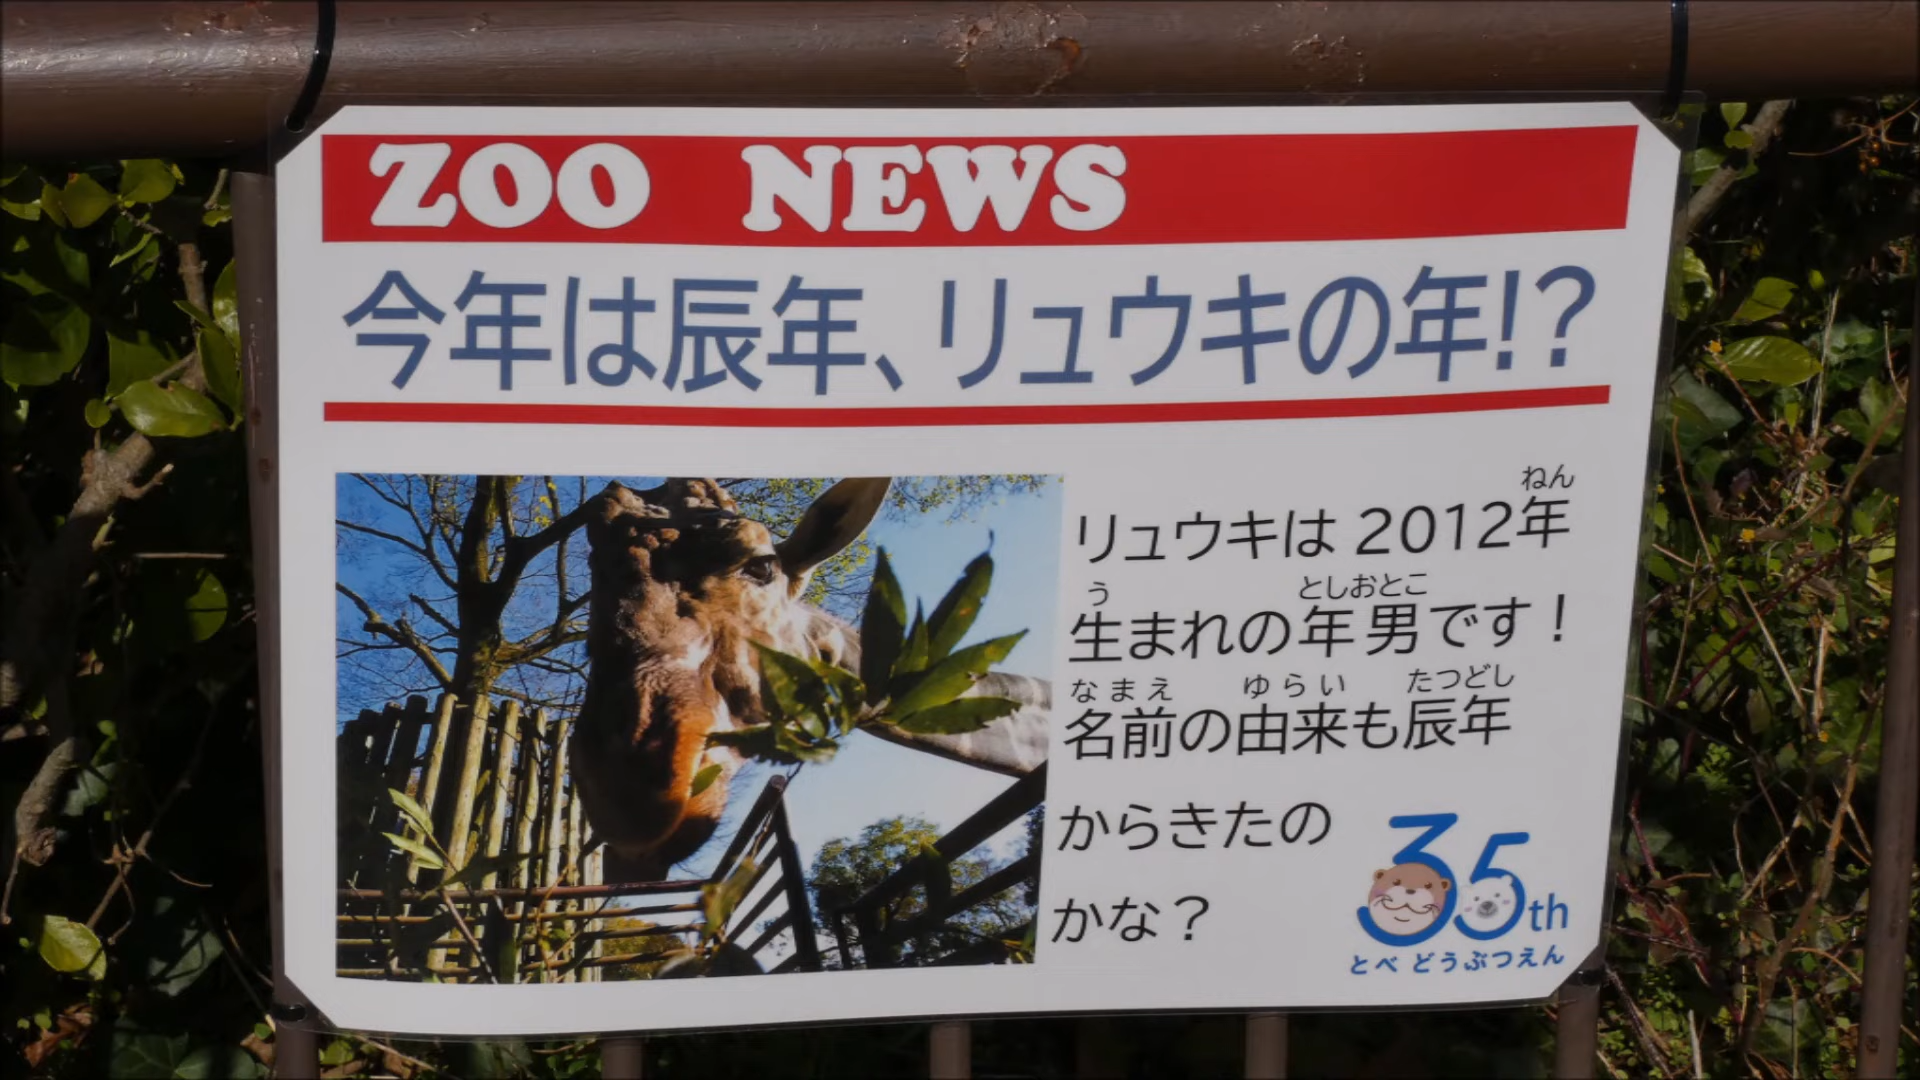 ZOO NEWS
今年は辰年、リュウキの年!?
ねん
リュウキは2012年
う としおとこ
生まれの年男です！
なまえ ゆらい たつどし
名前の由来も辰年
からきたの
かな？
35th
とべ どうぶつえん